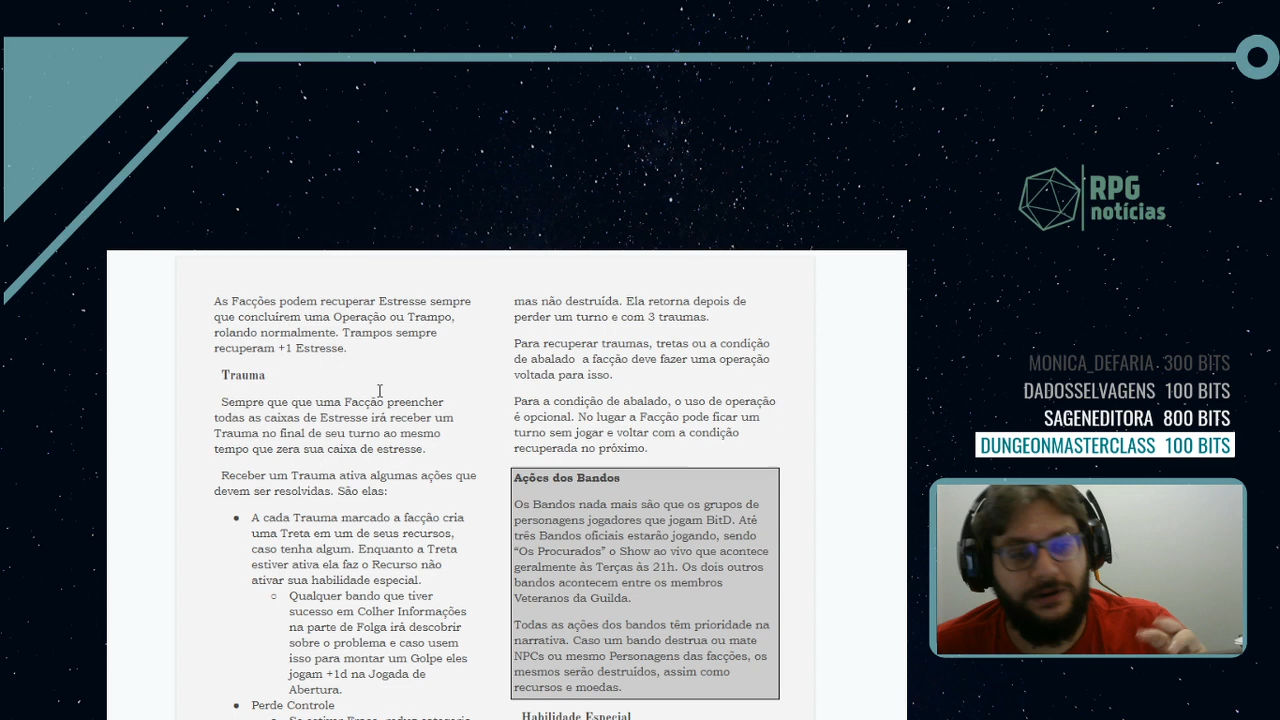 RPG
notícias
As Facções podem recuperar Estresse sempre
que concluírem uma Operação ou Trampo,
rolando normalmente. Trampos sempre
recuperam +1 Estresse.
Trauma
Sempre que que uma Facção preencher
todas as caixas de Estresse irá receber um
Trauma no final de seu turno ao mesmo
tempo que zera sua caixa de estresse.
Receber um Trauma ativa algumas ações que
devem ser resolvidas. São elas:
● A cada Trauma marcado a facção cria
uma Treta em um de seus recursos,
caso tenha algum. Enquanto a Treta
estiver ativa ela faz o Recurso não
ativar sua habilidade especial.
○ Qualquer bando que tiver
sucesso em Colher Informações
na parte de Folga irá descobrir
sobre o problema e caso usem
isso para montar um Golpe eles
jogam +1d na Jogada de
Abertura.
● Perde Controle
mas não destruída. Ela retorna depois de
perder um turno e com 3 traumas.
Para recuperar traumas, tretas ou a condição
de abalado a facção deve fazer uma operação
voltada para isso.
Para a condição de abalado, o uso de operação
é opcional. No lugar a Facção pode ficar um
turno sem jogar e voltar com a condição
recuperada no próximo.
Ações dos Bandos
Os Bandos nada mais são que os grupos de
personagens jogadores que jogam BitD. Até
três Bandos oficiais estarão jogando, sendo
“Os Procurados” o Show ao vivo que acontece
geralmente às Terças às 21h. Os dois outros
bandos acontecem entre os membros
Veteranos da Guilda.
Todas as ações dos bandos têm prioridade na
narrativa. Caso um bando destrua ou mate
NPCs ou mesmo Personagens das facções, os
mesmos serão destruídos, assim como
recursos e moedas.
Habilidade Especial
MONICA_DEFARIA 300 BITS
DADOSSELVAGENS 100 BITS
SAGENEDITORA 800 BITS
DUNGEONMASTERCLASS 100 BITS